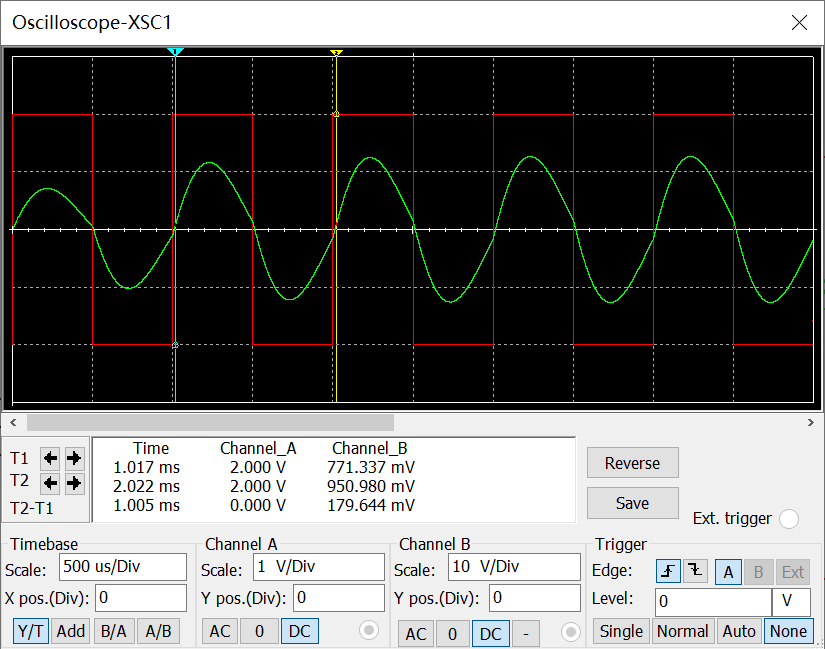 Oscilloscope-XSC1
1
2
Time Channel_A Channel_B
T1 1.017 ms 2.000 V 771.337 mV
T2 2.022 ms 2.000 V 950.980 mV
T2-T1 1.005 ms 0.000 V 179.644 mV
Reverse
Save
Ext. trigger
Timebase Channel A Channel B Trigger
Scale: 500 us/Div Scale: 1 V/Div Scale: 10 V/Div Edge: A B Ext
X pos.(Div): 0 Y pos.(Div): 0 Y pos.(Div): 0 Level: 0 V
Y/T Add B/A A/B AC 0 DC AC 0 DC - Single Normal Auto None